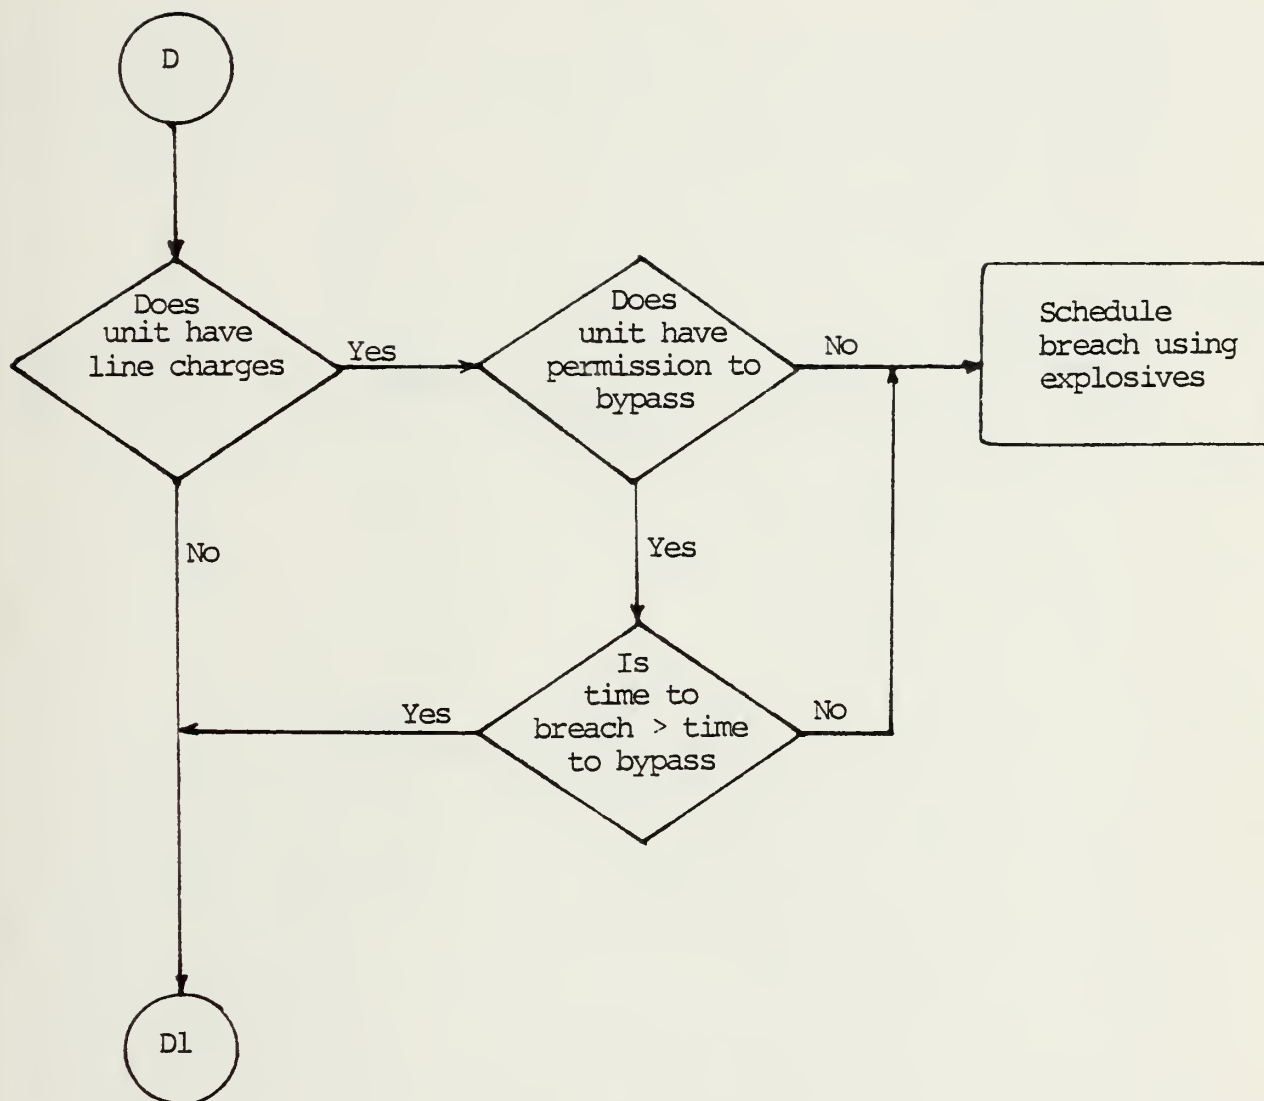 D
Does
unit have
line charges
Yes
Does
unit have
permission to
bypass
No
Schedule
breach using
explosives
No
Yes
Is
time to
breach > time
to bypass
Yes
No
D1